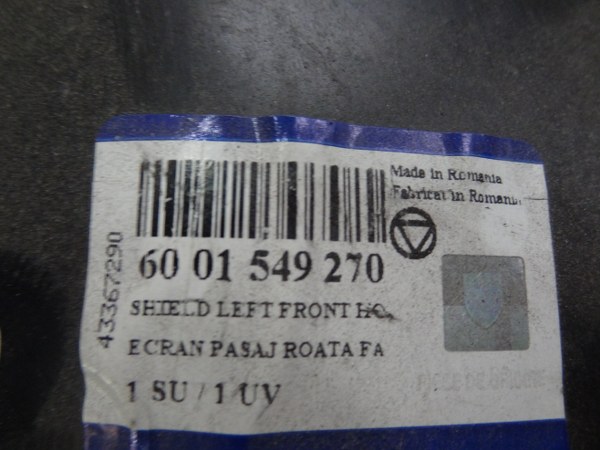 Made in Romania
Fabricat in Romania
60 01 549 270
SHIELD LEFT FRONT HO
ECRAN PASAJ ROATA FA
1 SU / 1 UV
43367290